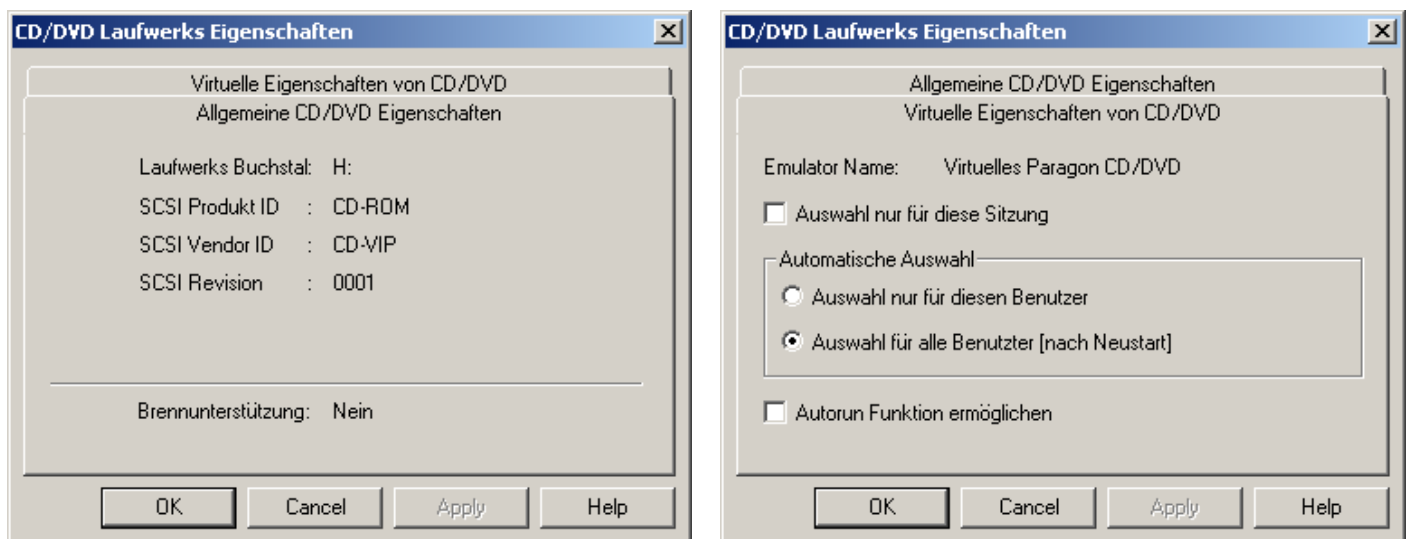 CD/DVD Laufwerks Eigenschaften
Virtuelle Eigenschaften von CD/DVD
Allgemeine CD/DVD Eigenschaften
Laufwerks Buchstal: H:
SCSI Produkt ID : CD-ROM
SCSI Vendor ID : CD-VIP
SCSI Revision : 0001
Brennunterstützung: Nein
OK Cancel Apply Help
CD/DVD Laufwerks Eigenschaften
Allgemeine CD/DVD Eigenschaften
Virtuelle Eigenschaften von CD/DVD
Emulator Name: Virtuelles Paragon CD/DVD
Auswahl nur für diese Sitzung
Automatische Auswahl
Auswahl nur für diesen Benutzer
Auswahl für alle Benutzter [nach Neustart]
Autorun Funktion ermöglichen
OK Cancel Apply Help